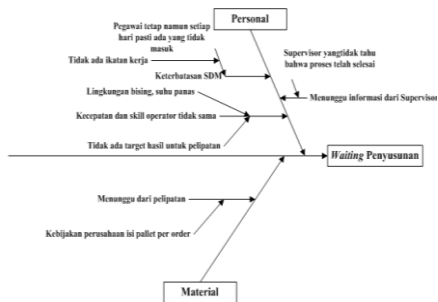 Personal
Pegawai tetap namun setiap
hari pasti ada yang tidak
masuk
Supervisor yangtidak tahu
bahwa proses telah selesai
Tidak ada ikatan kerja
Keterbatasan SDM
Lingkungan bising, suhu panas
Menunggu informasi dari Supervisor
Kecepatan dan skill operator tidak sama
Tidak ada target hasil untuk pelipatan
Waiting Penyusunan
Menunggu dari pelipatan
Kebijakan perusahaan isi pallet per order
Material